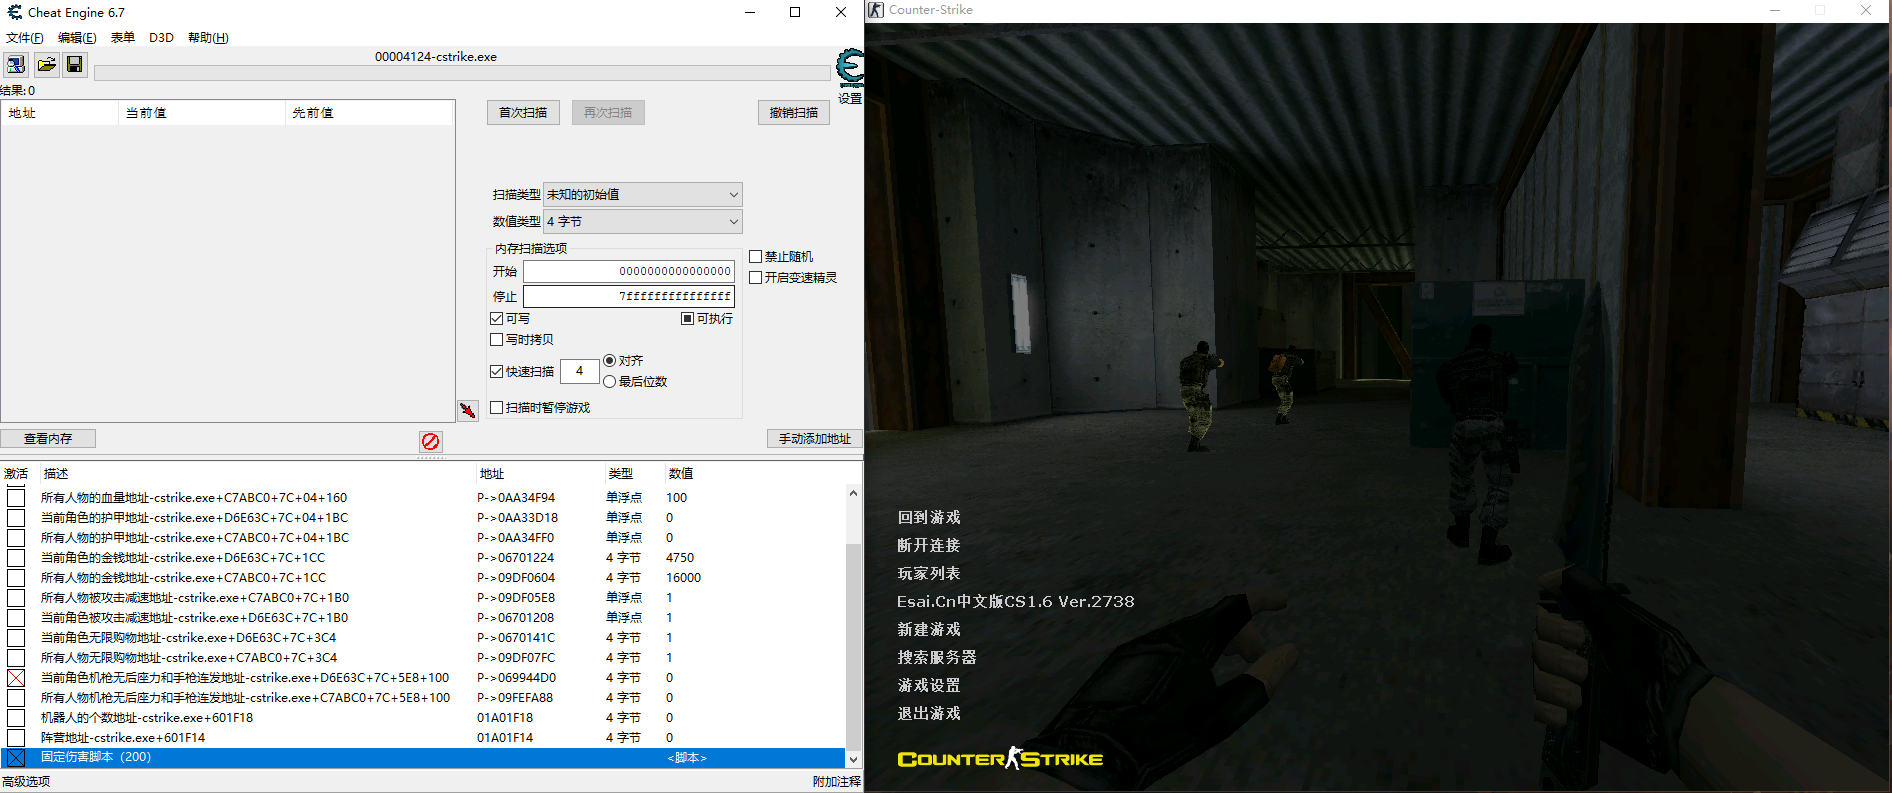 Cheat Engine 6.7
文件(F) 编辑(E) 表单 D3D 帮助(H)
00004124-cstrike.exe
设置
结果: 0
地址 当前值 先前值
首次扫描 再次扫描 撤销扫描
扫描类型 未知的初始值
数值类型 4 字节
内存扫描选项
开始 0000000000000000
停止 7fffffffffffffff
禁止随机
开启变速精灵
可写 可执行
写时拷贝
快速扫描 4 对齐
最后位数
扫描时暂停游戏
查看内存 手动添加地址
激活 描述 地址 类型 数值
所有人物的血量地址-cstrike.exe+C7ABC0+7C+04+160 P->0AA34F94 单浮点 100
当前角色的护甲地址-cstrike.exe+D6E63C+7C+04+1BC P->0AA33D18 单浮点 0
所有人物的护甲地址-cstrike.exe+C7ABC0+7C+04+1BC P->0AA34FF0 单浮点 0
当前角色的金钱地址-cstrike.exe+D6E63C+7C+1CC P->06701224 4 字节 4750
所有人物的金钱地址-cstrike.exe+C7ABC0+7C+1CC P->09DF0604 4 字节 16000
所有人物被攻击减速地址-cstrike.exe+C7ABC0+7C+1B0 P->09DF05E8 单浮点 1
当前角色被攻击减速地址-cstrike.exe+D6E63C+7C+1B0 P->06701208 单浮点 1
当前角色无限购物地址-cstrike.exe+D6E63C+7C+3C4 P->0670141C 4 字节 1
所有人物无限购物地址-cstrike.exe+C7ABC0+7C+3C4 P->09DF07FC 4 字节 1
当前角色机枪无后座力和手枪连发地址-cstrike.exe+D6E63C+7C+5E8+100 P->069944D0 4 字节 0
所有人物机枪无后座力和手枪连发地址-cstrike.exe+C7ABC0+7C+5E8+100 P->09FEFA88 4 字节 0
机器人的个数地址-cstrike.exe+601F18 01A01F18 4 字节 0
阵营地址-cstrike.exe+601F14 01A01F14 4 字节 0
固定伤害脚本（200） <脚本>
高级选项 附加注释
Counter-Strike
回到游戏
断开连接
玩家列表
Esai.Cn中文版CS1.6 Ver.2738
新建游戏
搜索服务器
游戏设置
退出游戏
COUNTER STRIKE